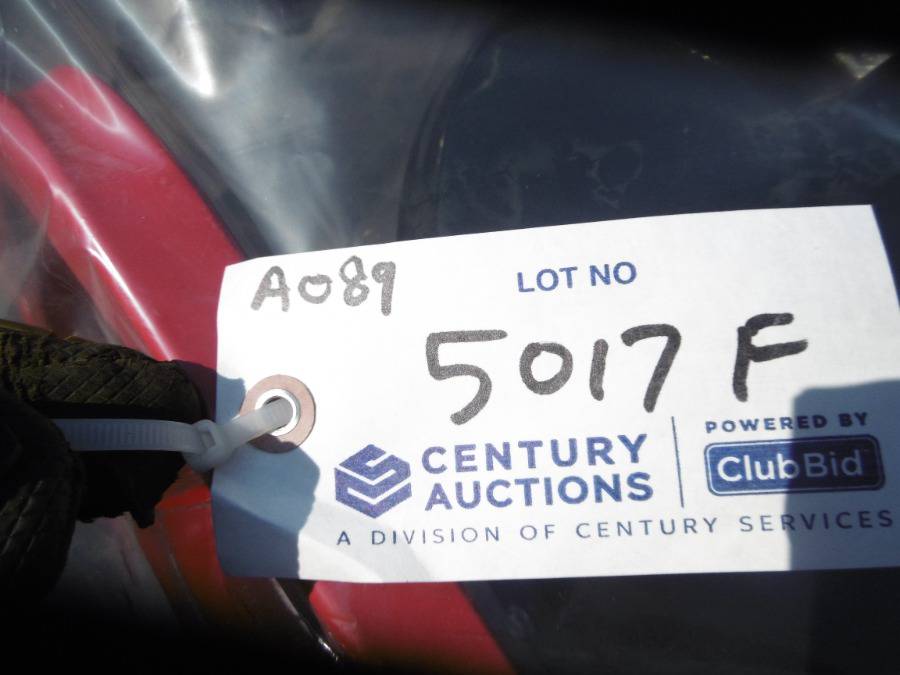 A089
LOT NO
5017 F
CENTURY AUCTIONS
POWERED BY
ClubBid
A DIVISION OF CENTURY SERVICES